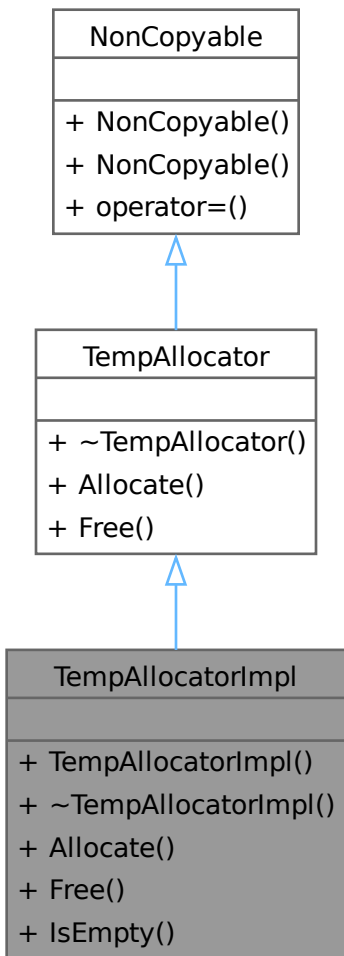 NonCopyable
+ NonCopyable()
+ NonCopyable()
+ operator=()
TempAllocator
+ ~TempAllocator()
+ Allocate()
+ Free()
TempAllocatorImpl
+ TempAllocatorImpl()
+ ~TempAllocatorImpl()
+ Allocate()
+ Free()
+ IsEmpty()